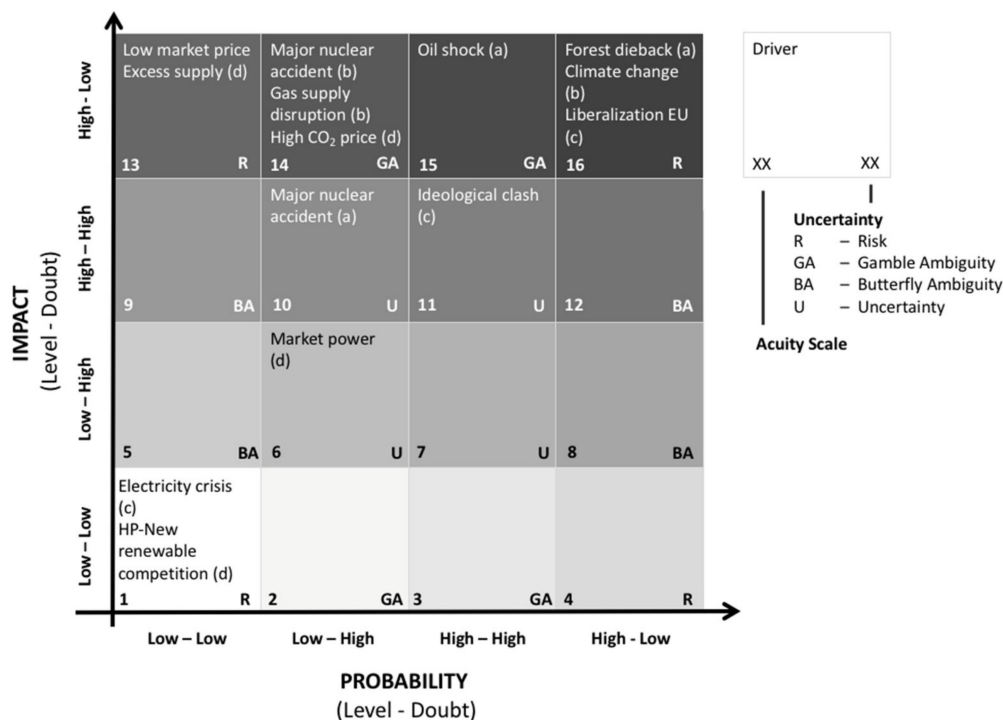 IMPACT
(Level - Doubt)
High - Low
Low market price
Excess supply (d)
13 R
Major nuclear
accident (b)
Gas supply
disruption (b)
High CO₂ price (d)
14 GA
Oil shock (a)
15 GA
Forest dieback (a)
Climate change
(b)
Liberalization EU
(c)
16 R
High – High
9 BA
Major nuclear
accident (a)
10 U
Ideological clash
(c)
11 U
12 BA
Low – High
5 BA
Market power
(d)
6 U
7 U
8 BA
Low – Low
Electricity crisis
(c)
HP-New
renewable
competition (d)
1 R
2 GA
3 GA
4 R
Low – Low
Low – High
High – High
High - Low
PROBABILITY
(Level - Doubt)
Driver
XX XX
Uncertainty
R – Risk
GA – Gamble Ambiguity
BA – Butterfly Ambiguity
U – Uncertainty
Acuity Scale